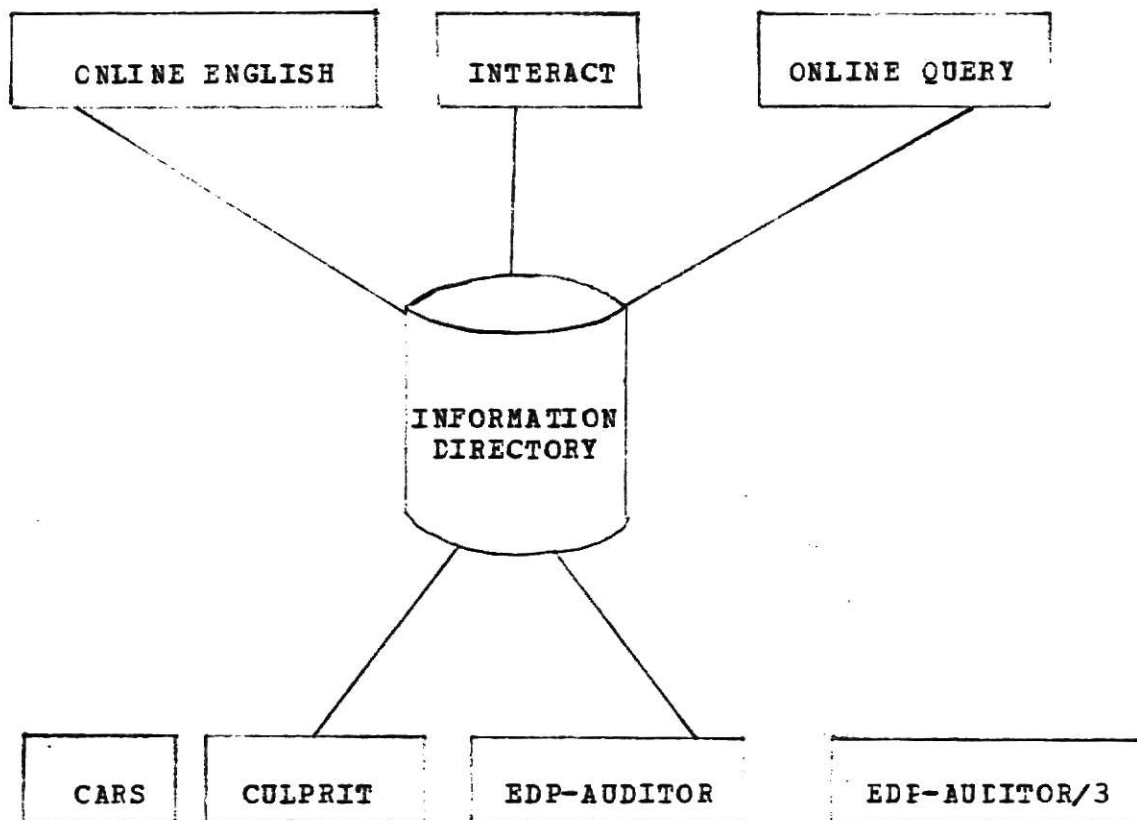 ONLINE ENGLISH
INTERACT
ONLINE QUERY
INFORMATION
DIRECTORY
CARS
CULPRIT
EDP-AUDITOR
EDP-AUDITOR/3